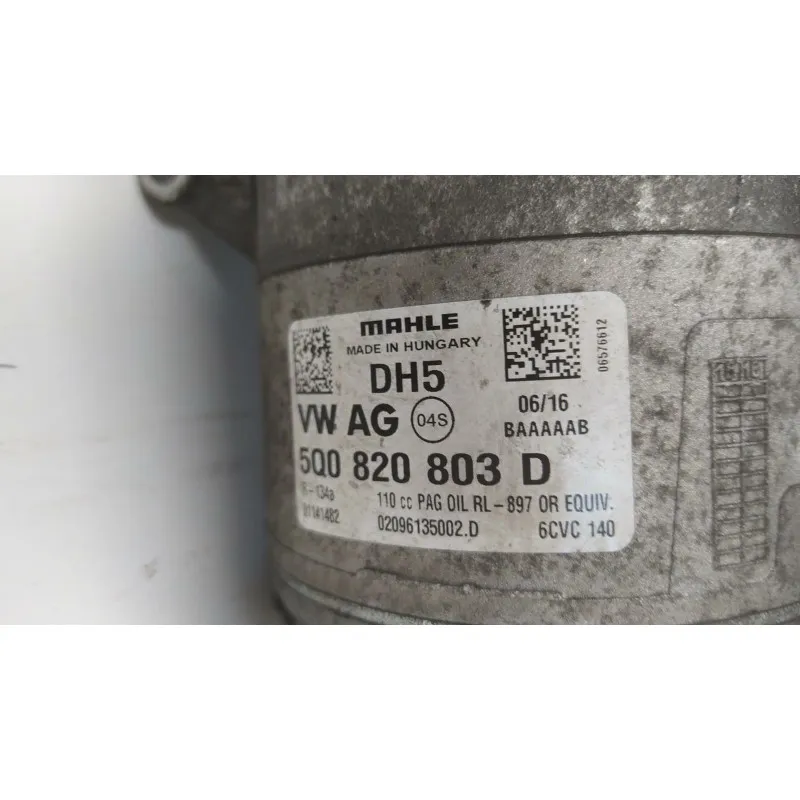 MAHLE
MADE IN HUNGARY
DH5
06576612
VW AG 04S
06/16
BAAAAAB
5Q0 820 803 D
R-134a
110 cc PAG OIL RL-897 OR EQUIV.
02096135002.D
6CVC 140